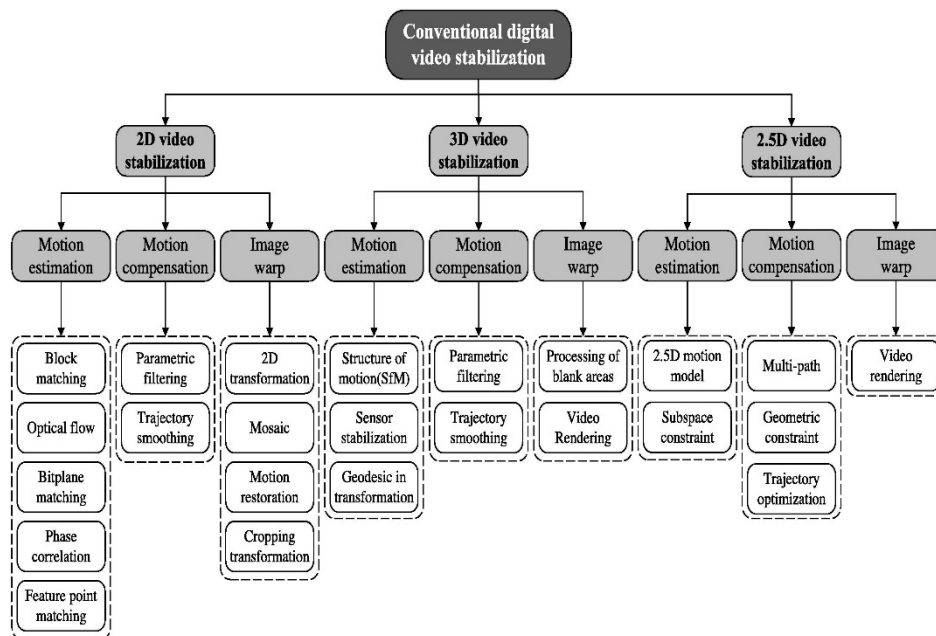 Conventional digital
video stabilization
2D video
stabilization
3D video
stabilization
2.5D video
stabilization
Motion
estimation
Motion
compensation
Image
warp
Motion
estimation
Motion
compensation
Image
warp
Motion
estimation
Motion
compensation
Image
warp
Block
matching
Optical flow
Bitplane
matching
Phase
correlation
Feature point
matching
Parametric
filtering
Trajectory
smoothing
2D
transformation
Mosaic
Motion
restoration
Cropping
transformation
Structure of
motion(SfM)
Sensor
stabilization
Geodesic in
transformation
Parametric
filtering
Trajectory
smoothing
Processing of
blank areas
Video
Rendering
2.5D motion
model
Subspace
constraint
Multi-path
Geometric
constraint
Trajectory
optimization
Video
rendering